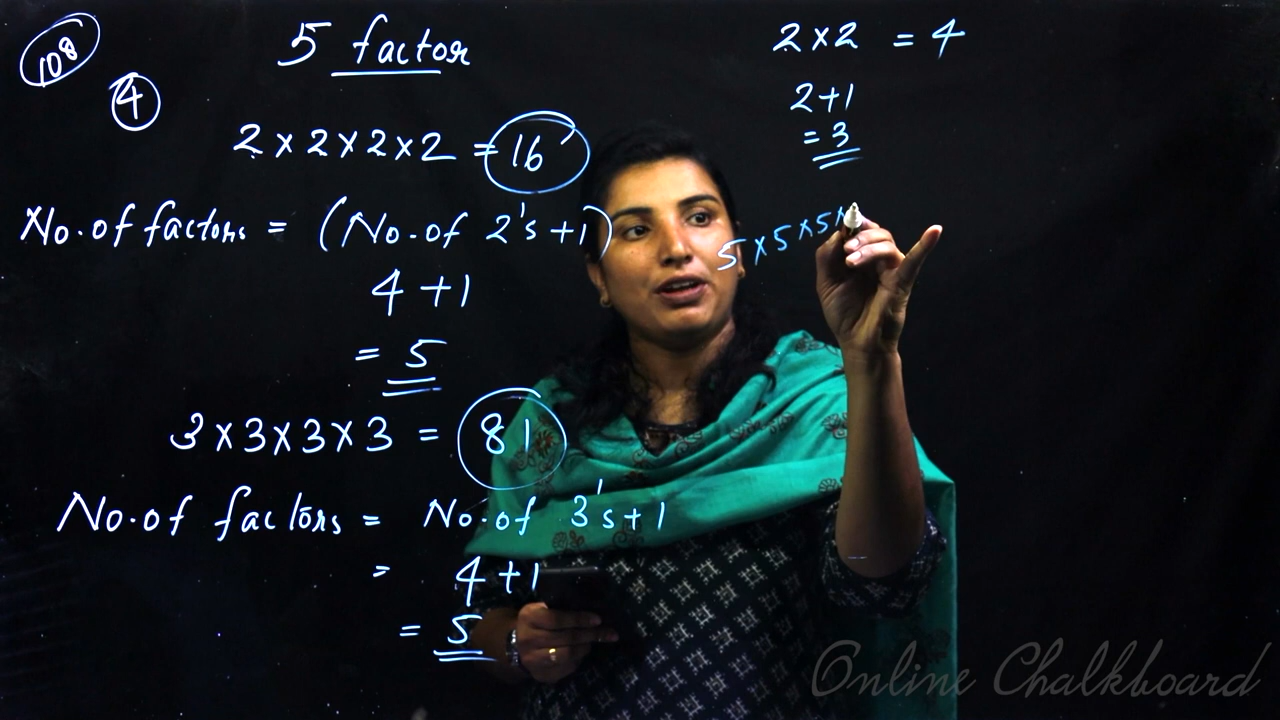 108
5 factor
4
2 × 2 × 2 × 2 = 16
No. of factors = (No. of 2's + 1)
4 + 1
= 5
3 × 3 × 3 × 3 = 81
No. of factors = No. of 3's + 1
= 4 + 1
= 5
2 × 2 = 4
2 + 1
= 3
5 × 5 × 5 ×
Online Chalkboard